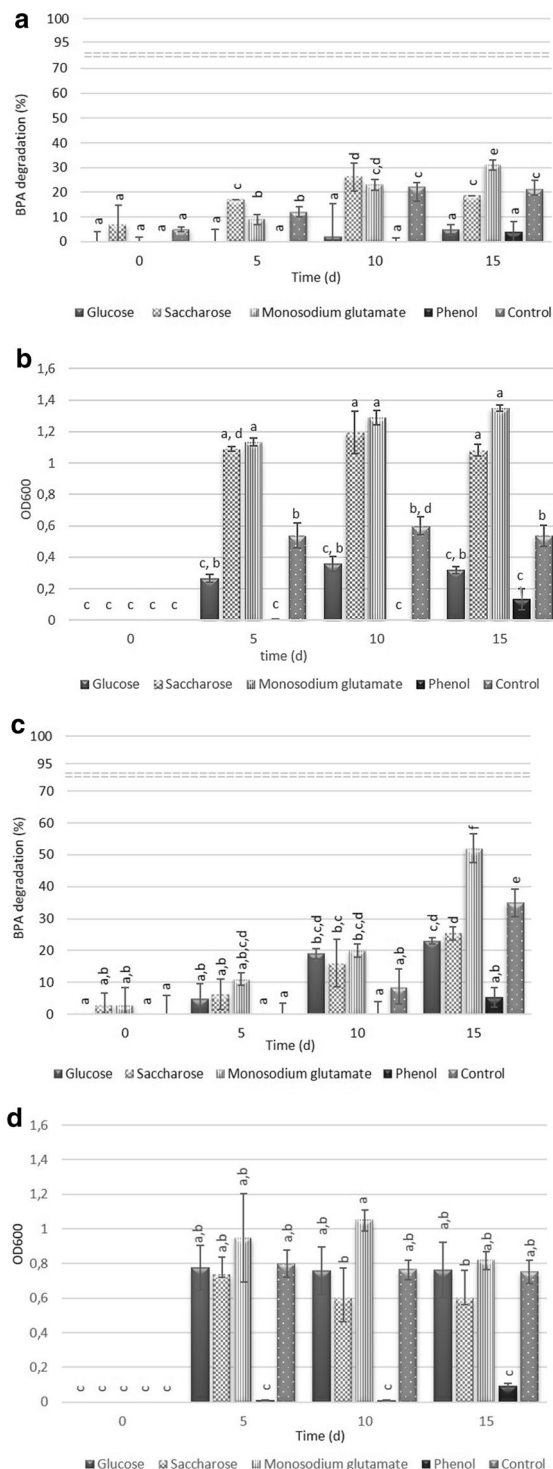 a
100
95
70
60
50
40
30
20
10
0
BPA degradation (%)
a a a a a
a c b a b
a d c,d a c
a c e a c
0 5 10 15
Time (d)
Glucose Saccharose Monosodium glutamate Phenol Control
b
1,6
1,4
1,2
1
0,8
0,6
0,4
0,2
0
OD600
c c c c c
c, b a, d a c b
c, b a a c b, d
c, b a a c b
0 5 10 15
time (d)
Glucose Saccharose Monosodium glutamate Phenol Control
c
100
95
70
60
50
40
30
20
10
0
BPA degradation (%)
a a,b a,b a a
a,b a,b a,b,c,d a a
b,c,d b,c b,c,d a a,b
c,d d f a,b e
0 5 10 15
Time (d)
Glucose Saccharose Monosodium glutamate Phenol Control
d
1,6
1,4
1,2
1
0,8
0,6
0,4
0,2
0
OD600
c c c c c
a,b a,b a,b c a,b
a,b b a c a,b
a,b b a,b c a,b
0 5 10 15
Time (d)
Glucose Saccharose Monosodium glutamate Phenol Control